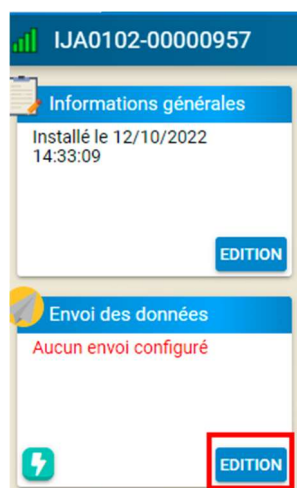 IJA0102-00000957
Informations générales
Installé le 12/10/2022
14:33:09
EDITION
Envoi des données
Aucun envoi configuré
EDITION